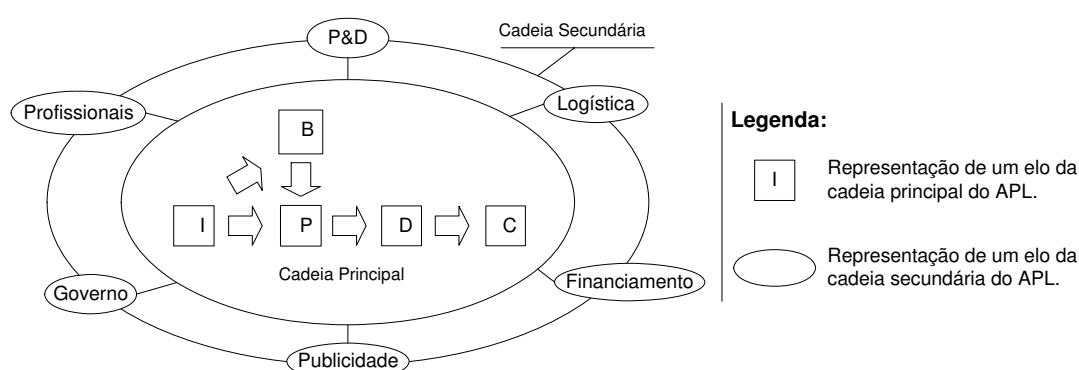 Cadeia Secundária
P&D
Profissionais
Logística
B
I
P
D
C
Cadeia Principal
Governo
Financiamento
Publicidade
Legenda:
I
Representação de um elo da
cadeia principal do APL.
Representação de um elo da
cadeia secundária do APL.